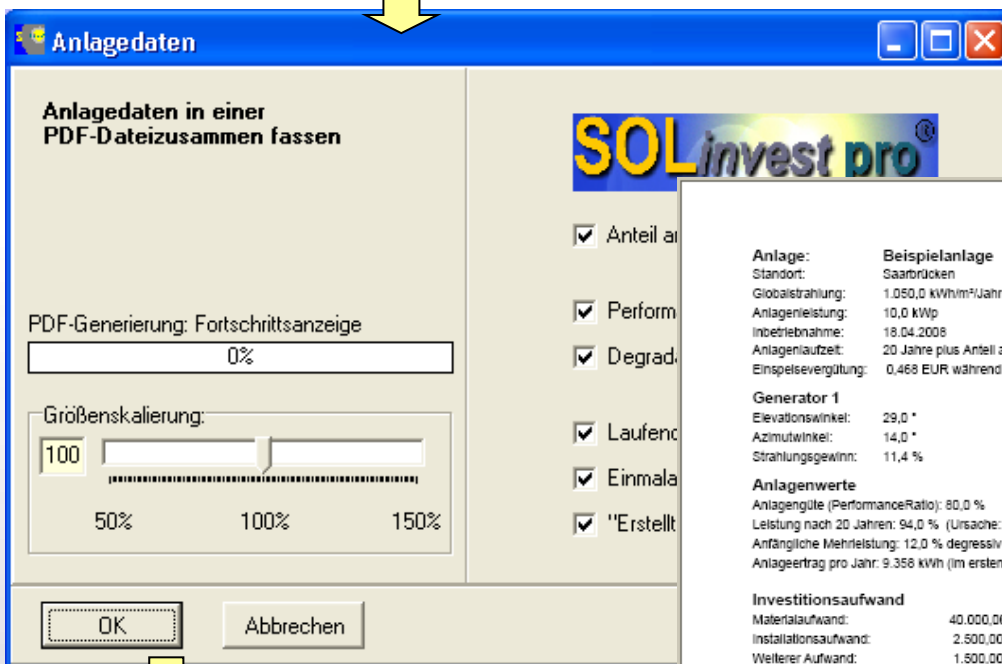 Anlagedaten
Anlagedaten in einer
PDF-Dateizusammen fassen
PDF-Generierung: Fortschrittsanzeige
0%
Größenskalierung:
100
50% 100% 150%
OK Abbrechen
SOLinvest pro®
Anteil
Perform
Degrad
Laufend
Einmala
"Erstellt
Anlage: Beispielanlage
Standort: Saarbrücken
Globalstrahlung: 1.050,0 kWh/m²/Jahr
Anlagenleistung: 10,0 kWp
Inbetriebnahme: 18.04.2008
Anlagenlaufzeit: 20 Jahre plus Anteil a
Einspeisevergütung: 0,468 EUR während
Generator 1
Elevationswinkel: 29,0 °
Azimutwinkel: 14,0 °
Strahlungsgewinn: 11,4 %
Anlagenwerte
Anlagengüte (PerformanceRatio): 80,0 %
Leistung nach 20 Jahren: 94,0 % (Ursache:
Anfängliche Mehrleistung: 12,0 % degressiv
Anlageertrag pro Jahr: 9.358 kWh (im ersten
Investitionsaufwand
Materialaufwand: 40.000,00
Installationsaufwand: 2.500,00
Weiterer Aufwand: 1.500,00